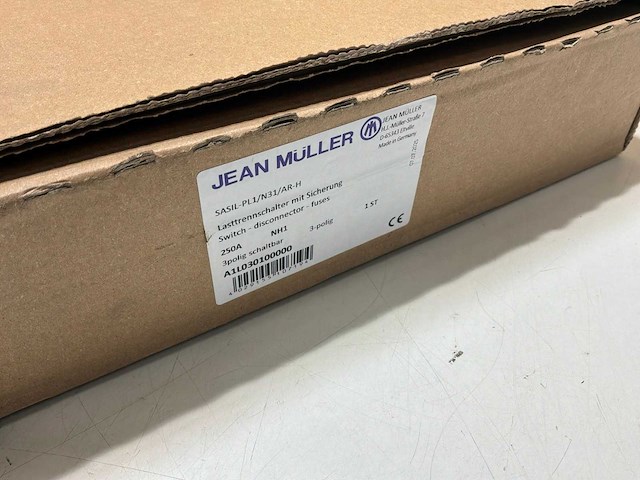 JEAN MÜLLER
JEAN MÜLLER
H.J.-Müller-Straße 7
D-65343 Eltville
Made in Germany
SASIL-PL1/N31/AR-H
Lasttrennschalter mit Sicherung
Switch - disconnector - fuses
250A NH1 3-polig 1 ST
3polig schaltbar
A1L030100000
CE